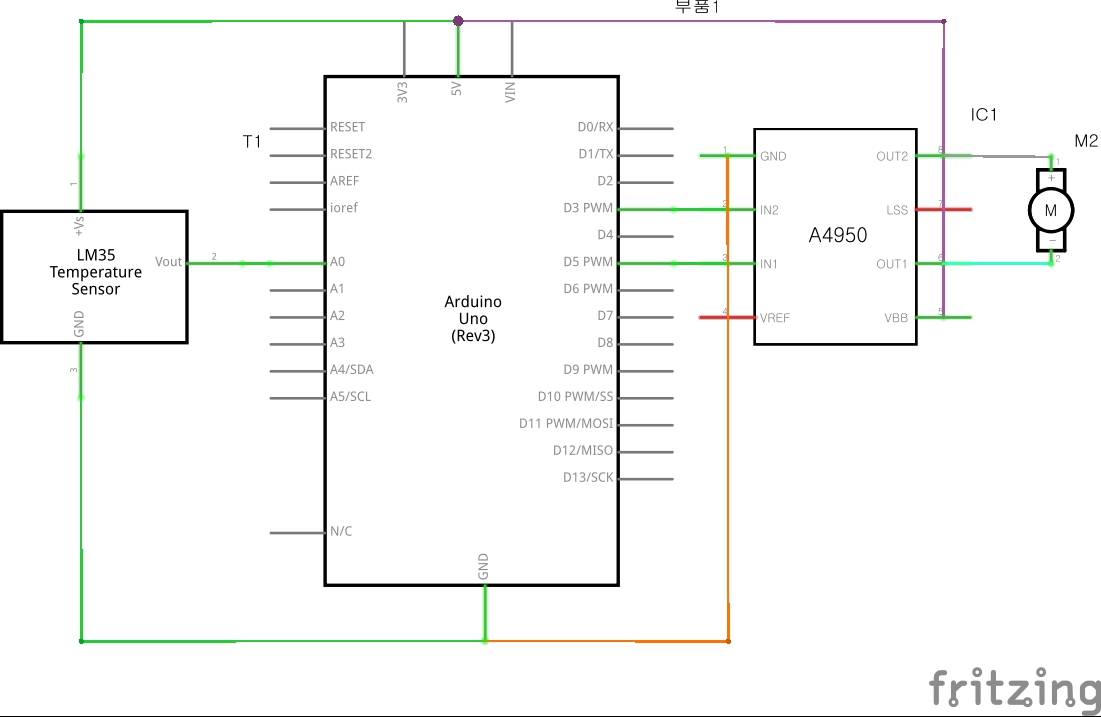 부품1
3V3
5V
VIN
T1
RESET
RESET2
AREF
ioref
A0
A1
A2
A3
A4/SDA
A5/SCL
N/C
D0/RX
D1/TX
D2
D3 PWM
D4
D5 PWM
D6 PWM
D7
D8
D9 PWM
D10 PWM/SS
D11 PWM/MOSI
D12/MISO
D13/SCK
GND
Arduino
Uno
(Rev3)
1
+Vs
LM35
Temperature
Sensor
Vout
2
GND
3
IC1
A4950
1
GND
2
IN2
3
IN1
4
VREF
OUT2
8
LSS
7
OUT1
6
VBB
5
M2
1
+
M
−
2
fritzing